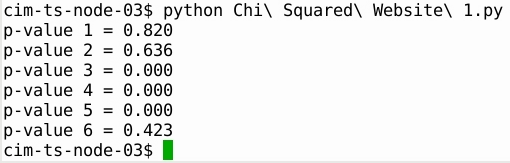 cim-ts-node-03$ python Chi\ Squared\ Website\ 1.py
p-value 1 = 0.820
p-value 2 = 0.636
p-value 3 = 0.000
p-value 4 = 0.000
p-value 5 = 0.000
p-value 6 = 0.423
cim-ts-node-03$